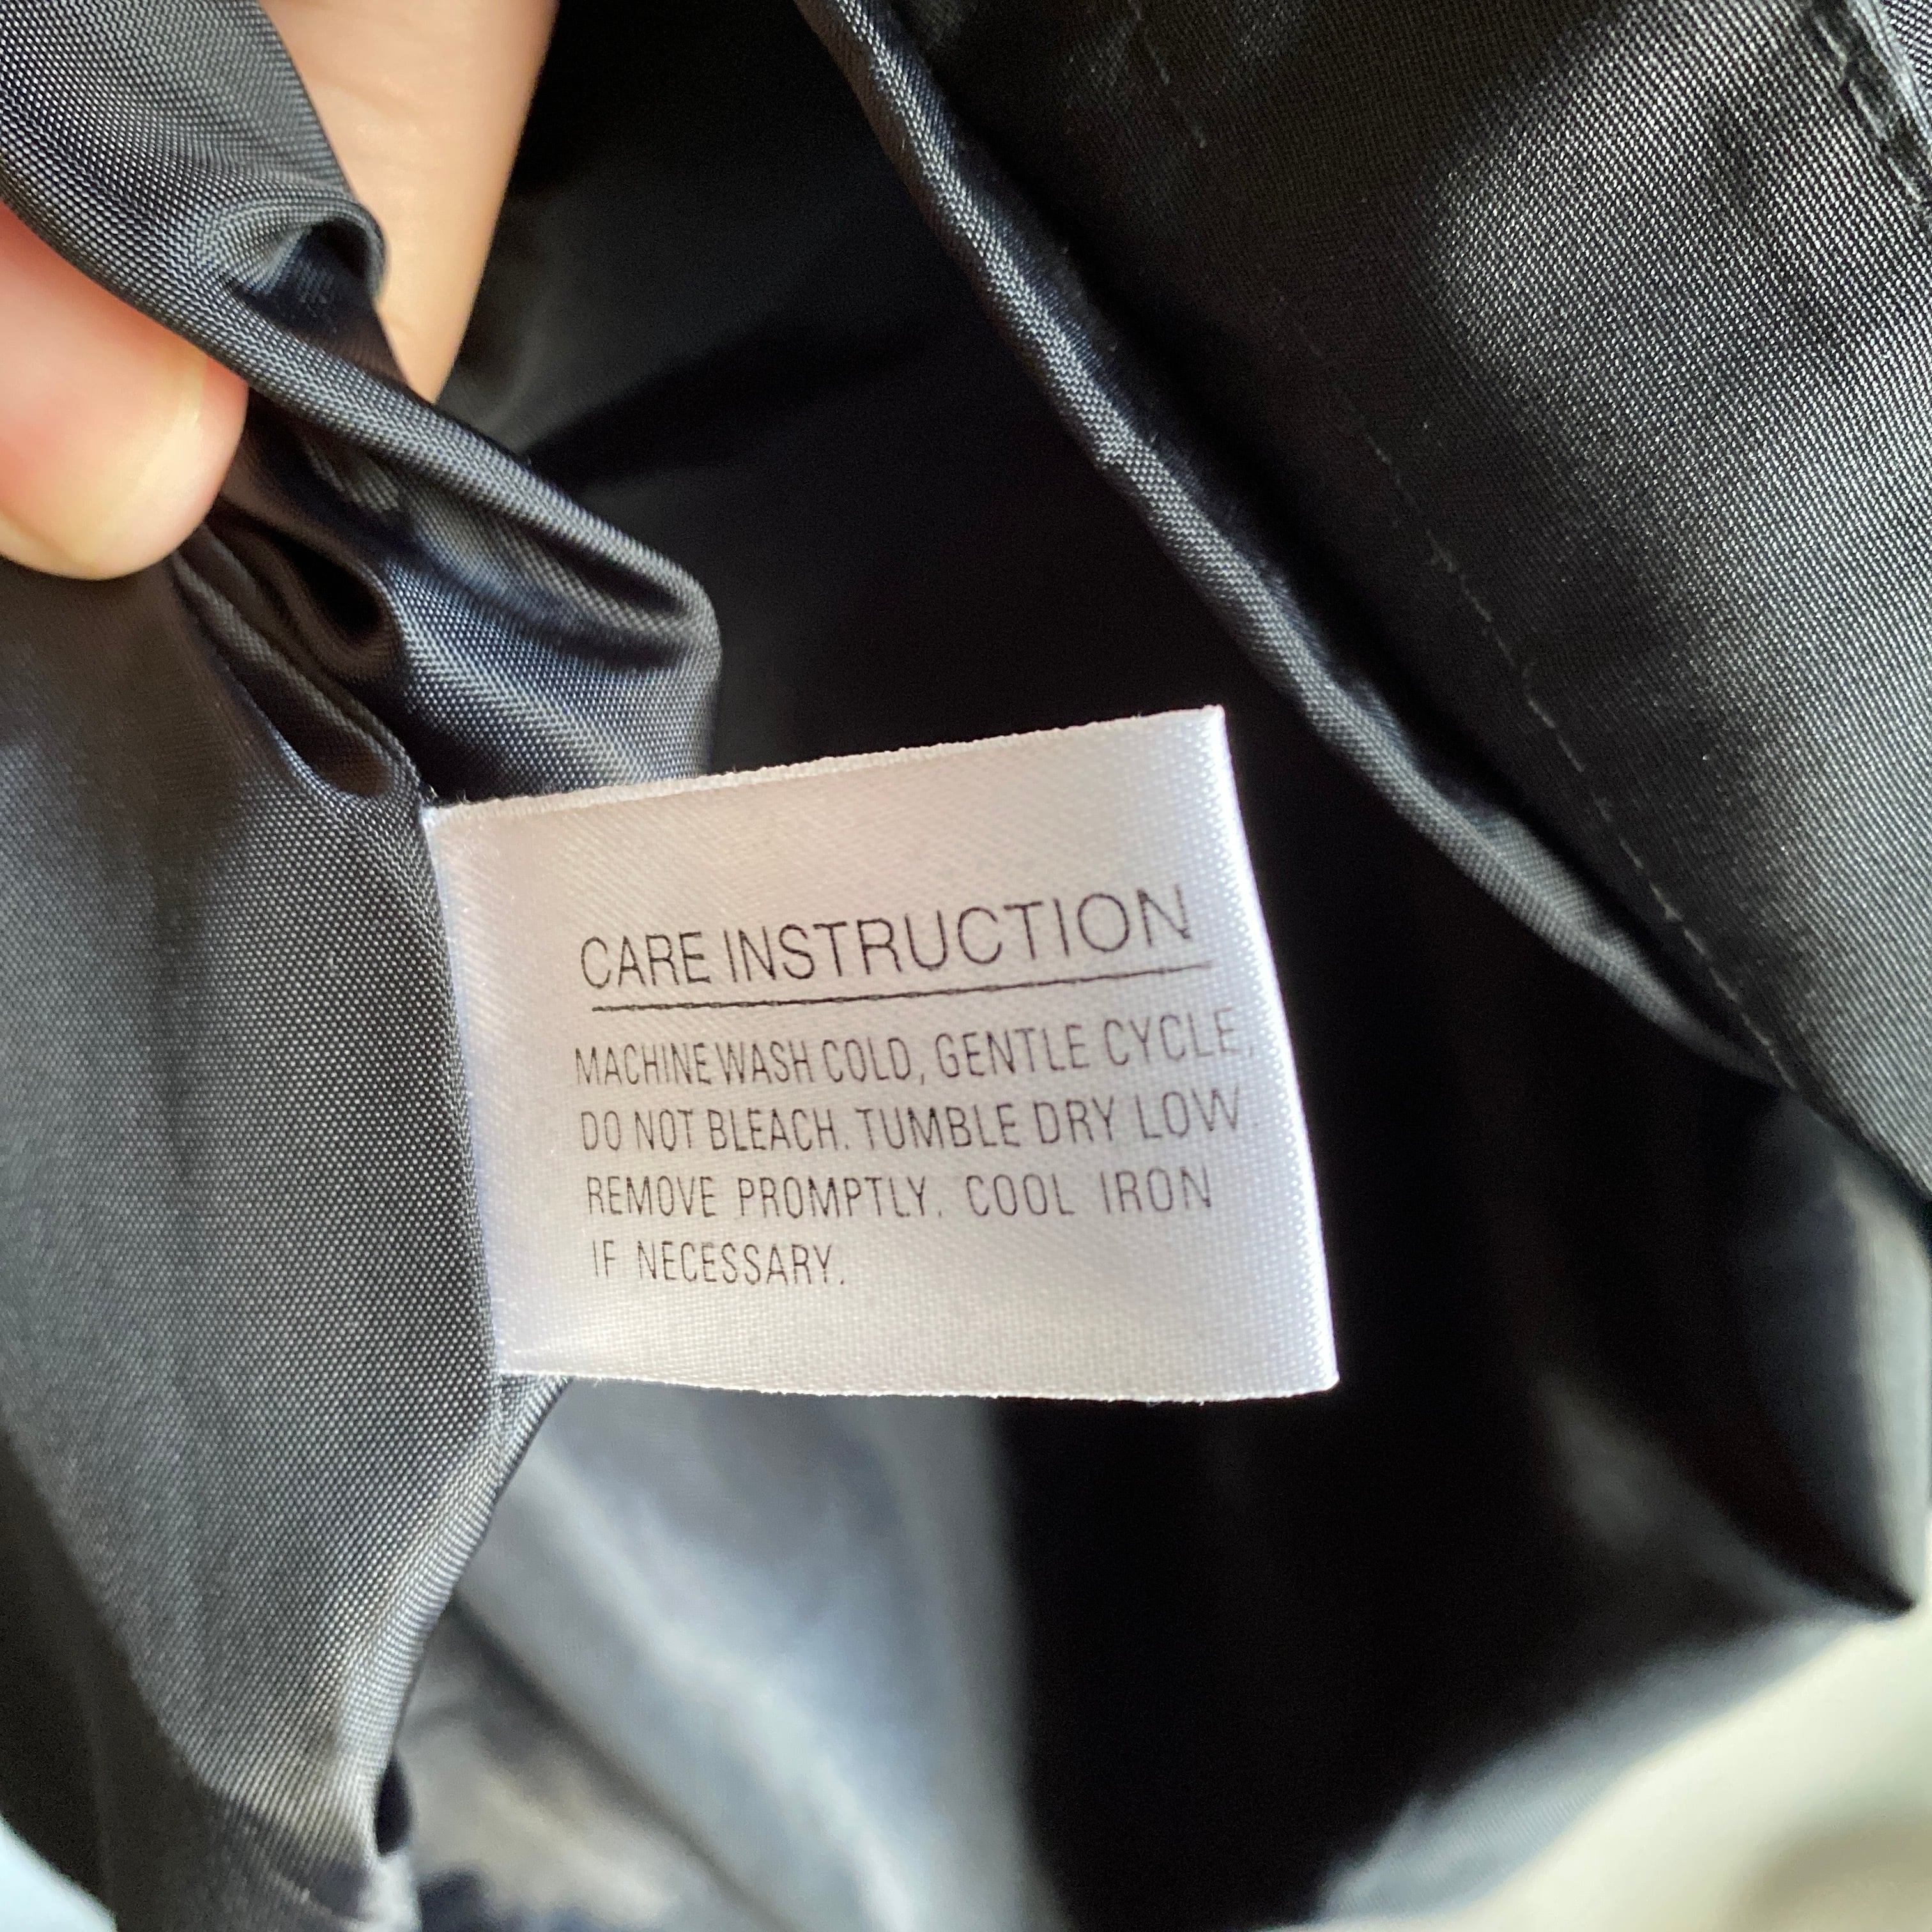 CARE INSTRUCTION
MACHINE WASH COLD, GENTLE CYCLE.
DO NOT BLEACH. TUMBLE DRY LOW.
REMOVE PROMPTLY. COOL IRON
IF NECESSARY.